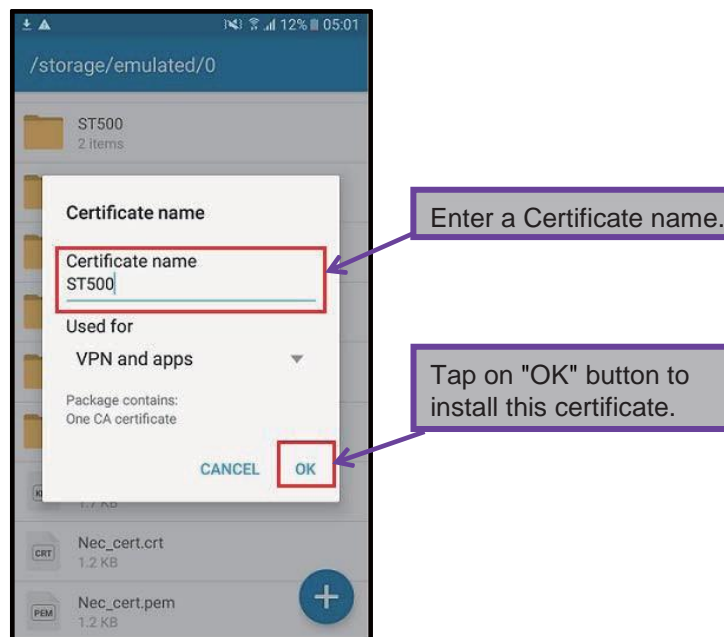 12% 05:01
/storage/emulated/0
ST500
2 items
Certificate name
Certificate name
ST500
Used for
VPN and apps
Package contains:
One CA certificate
CANCEL OK
1.7 KB
CRT
Nec_cert.crt
1.2 KB
PEM
Nec_cert.pem
1.2 KB
+
Enter a Certificate name.
Tap on "OK" button to
install this certificate.